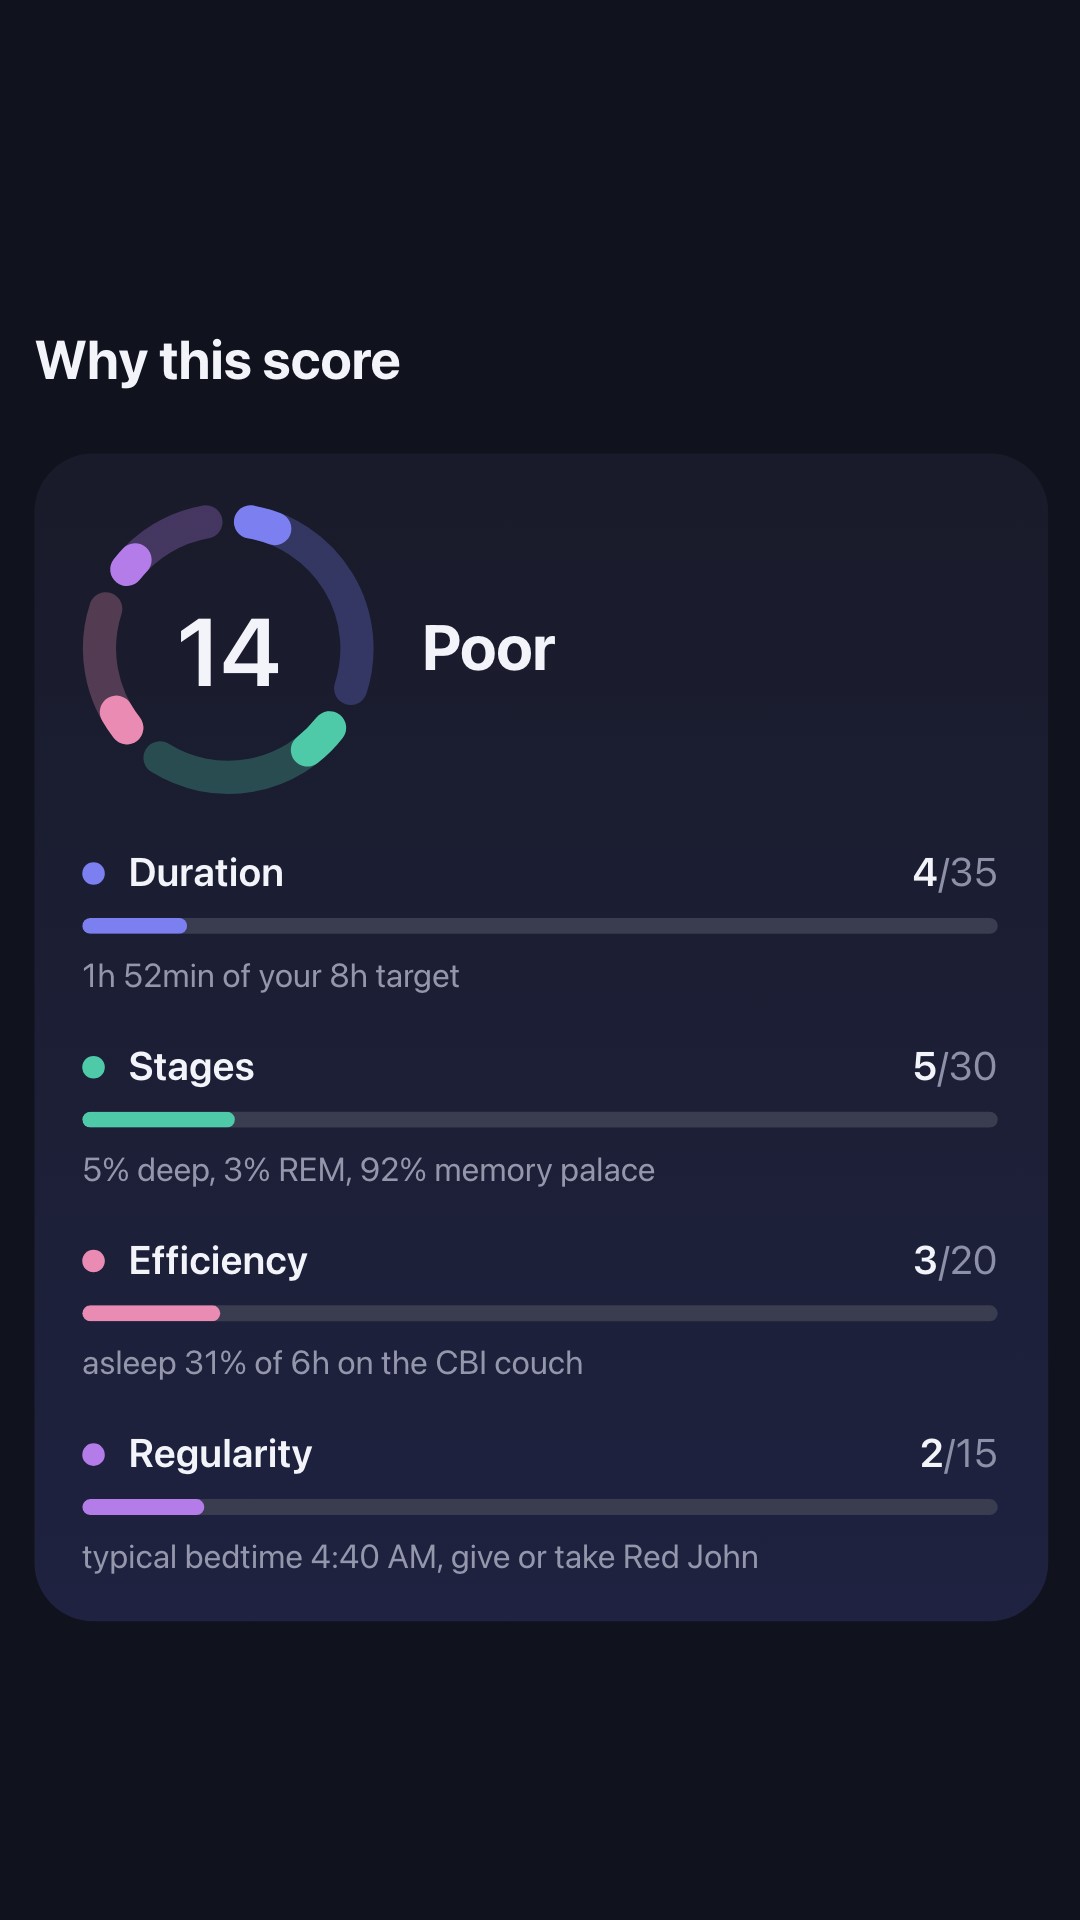 Why this score
14
Poor
Duration 4/35
1h 52min of your 8h target
Stages 5/30
5% deep, 3% REM, 92% memory palace
Efficiency 3/20
asleep 31% of 6h on the CBI couch
Regularity 2/15
typical bedtime 4:40 AM, give or take Red John